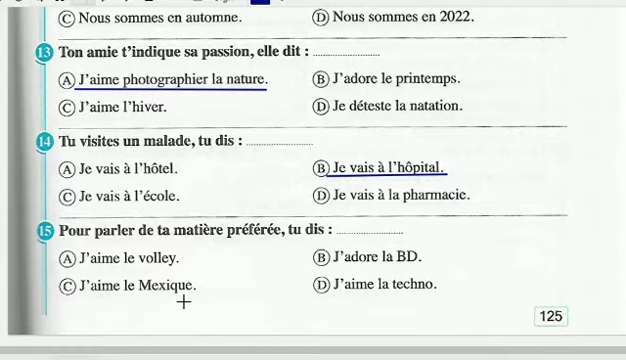 Ⓒ Nous sommes en automne. Ⓓ Nous sommes en 2022.
13 Ton amie t'indique sa passion, elle dit : ....................
Ⓐ J'aime photographier la nature. Ⓑ J'adore le printemps.
Ⓒ J'aime l'hiver. Ⓓ Je déteste la natation.
14 Tu visites un malade, tu dis : ....................
Ⓐ Je vais à l'hôtel. Ⓑ Je vais à l'hôpital.
Ⓒ Je vais à l'école. Ⓓ Je vais à la pharmacie.
15 Pour parler de ta matière préférée, tu dis : ....................
Ⓐ J'aime le volley. Ⓑ J'adore la BD.
Ⓒ J'aime le Mexique. Ⓓ J'aime la techno.
125